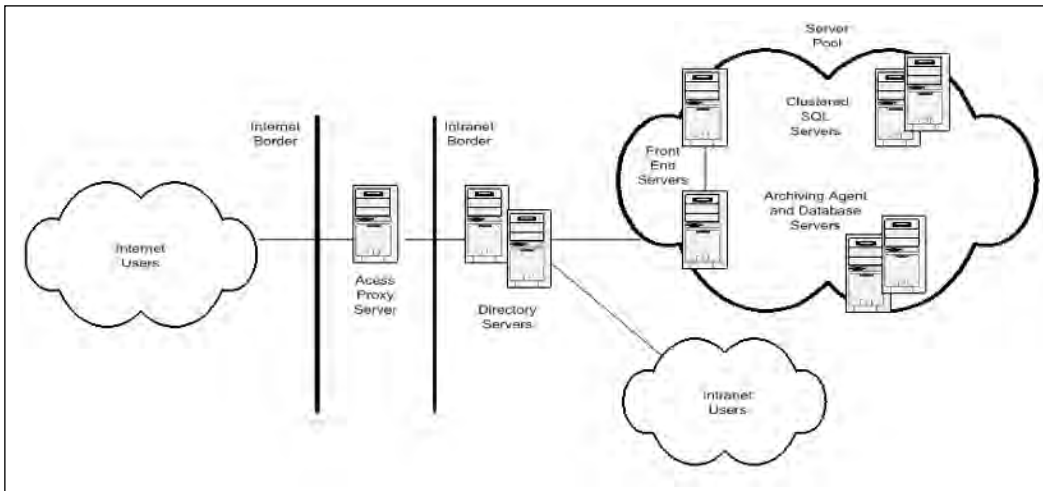 Server
Pool
Clustered
SQL
Servers
Internet
Border
Intranet
Border
Front
End
Servers
Archiving Agent
and Database
Servers
Internet
Users
Acess
Proxy
Server
Directory
Servers
Intranet
Users